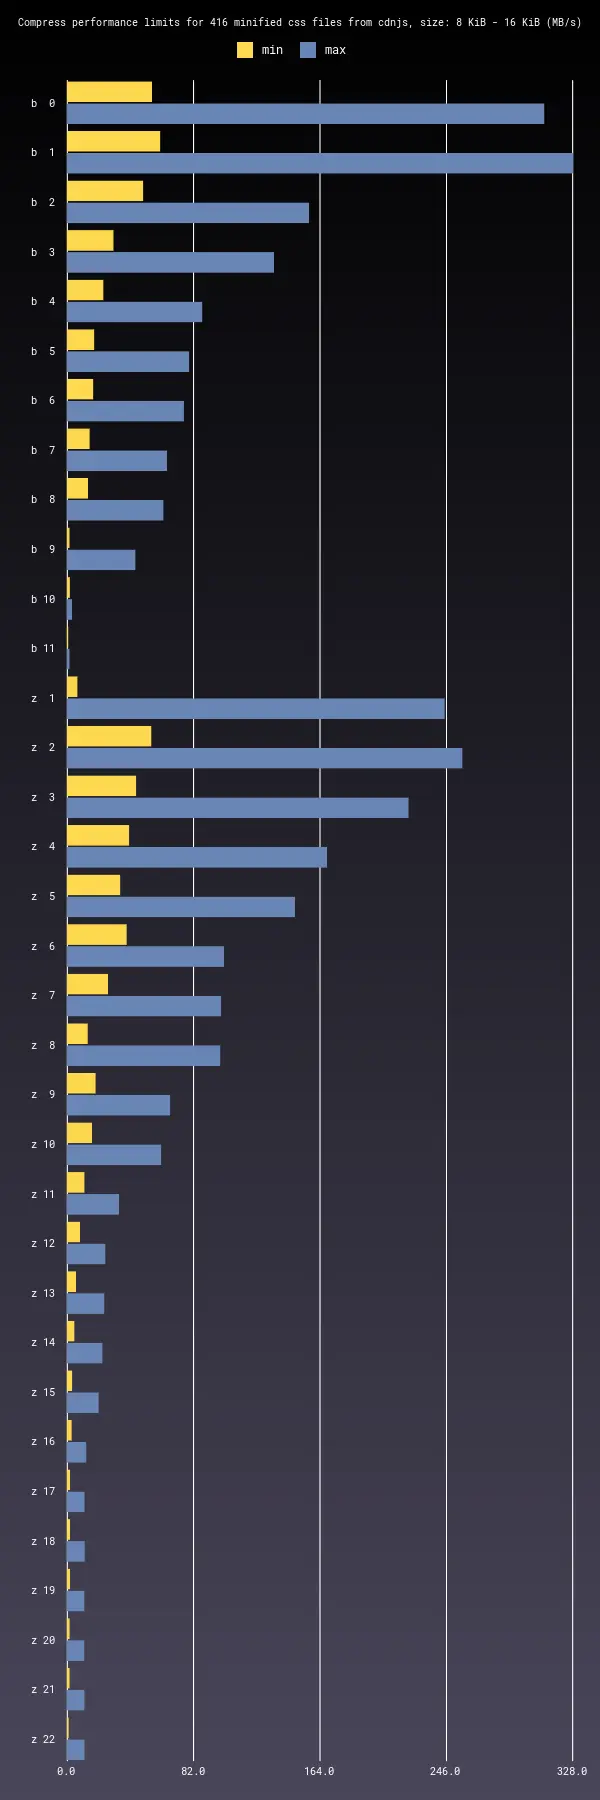 Compress performance limits for 416 minified css files from cdnjs, size: 8 KiB - 16 KiB (MB/s)
min max
b 0
b 1
b 2
b 3
b 4
b 5
b 6
b 7
b 8
b 9
b 10
b 11
z 1
z 2
z 3
z 4
z 5
z 6
z 7
z 8
z 9
z 10
z 11
z 12
z 13
z 14
z 15
z 16
z 17
z 18
z 19
z 20
z 21
z 22
0.0 82.0 164.0 246.0 328.0